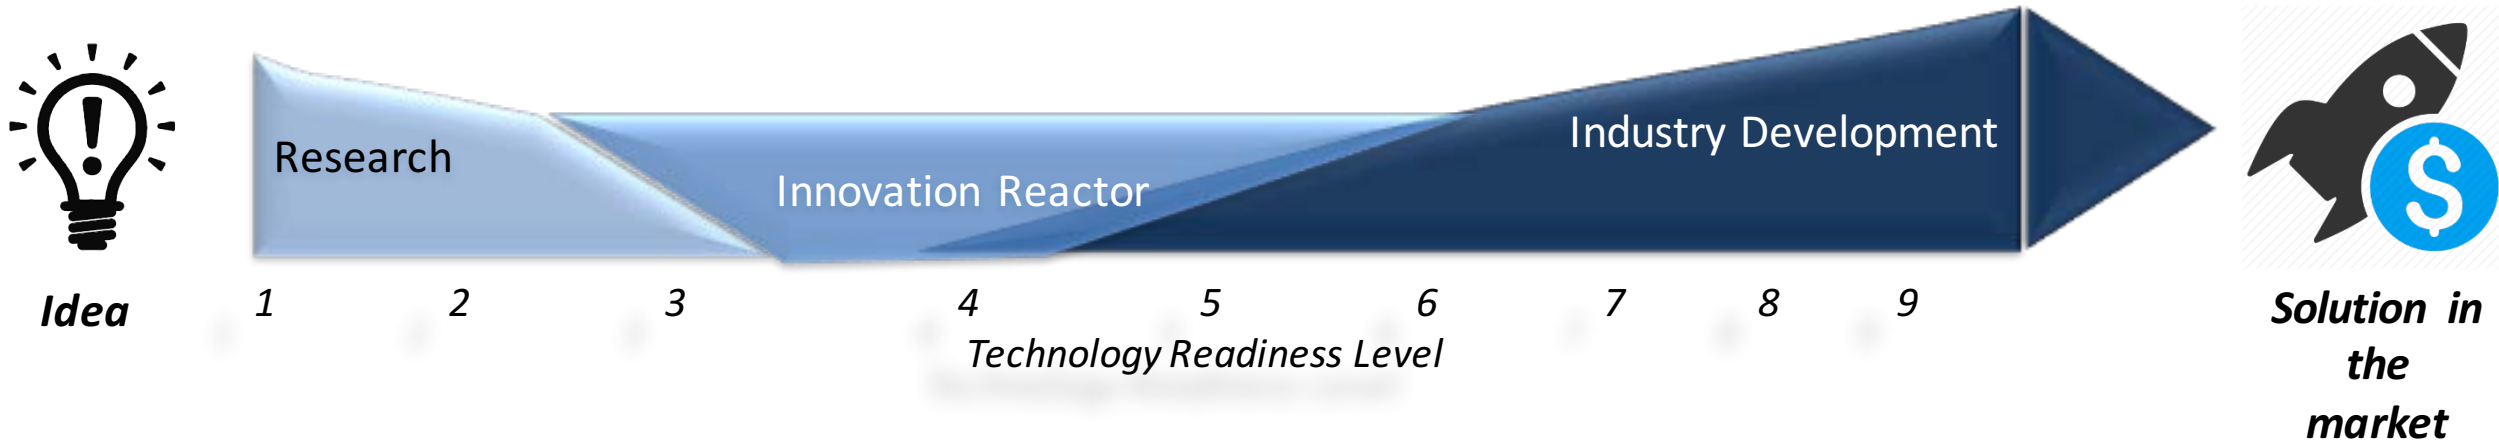 Research
Innovation Reactor
Industry Development
Idea
1 2 3 4 5 6 7 8 9
Technology Readiness Level
Solution in
the
market
$